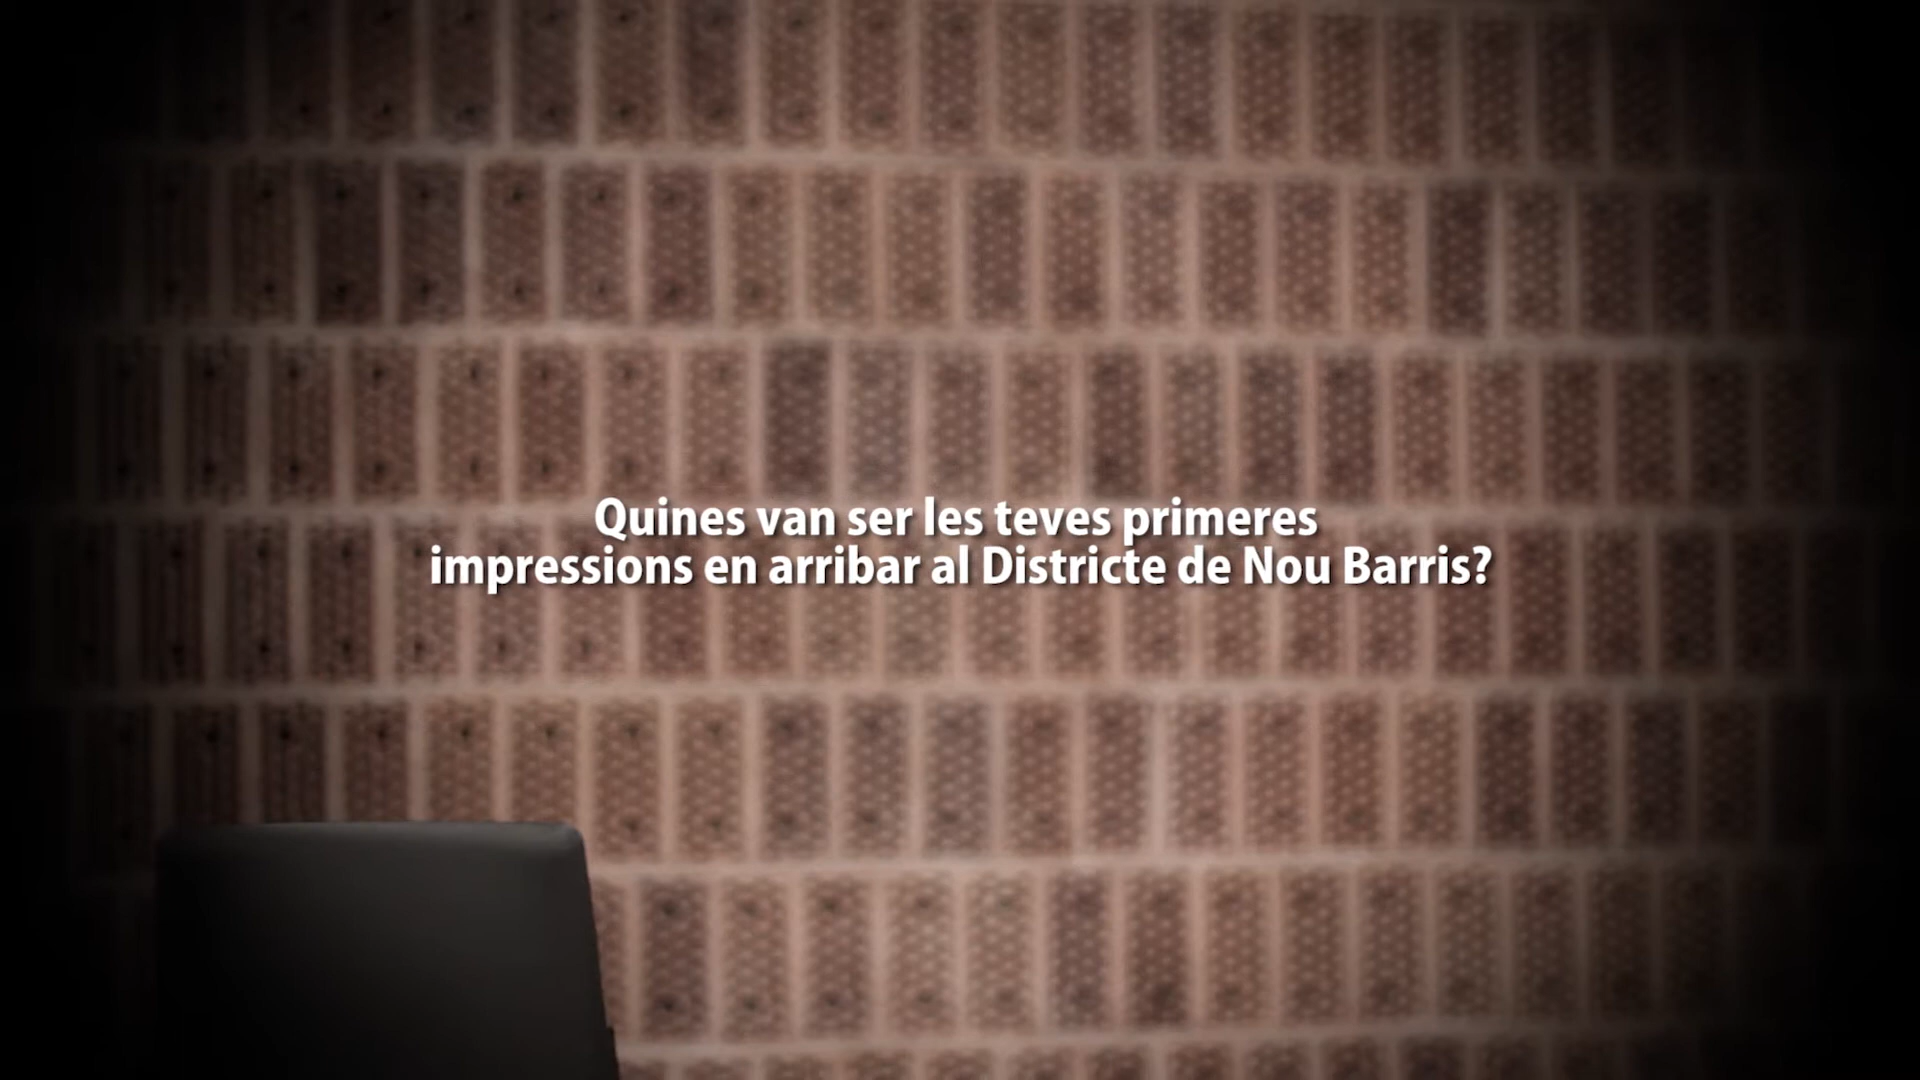 Quines van ser les teves primeres
impressions en arribar al Districte de Nou Barris?